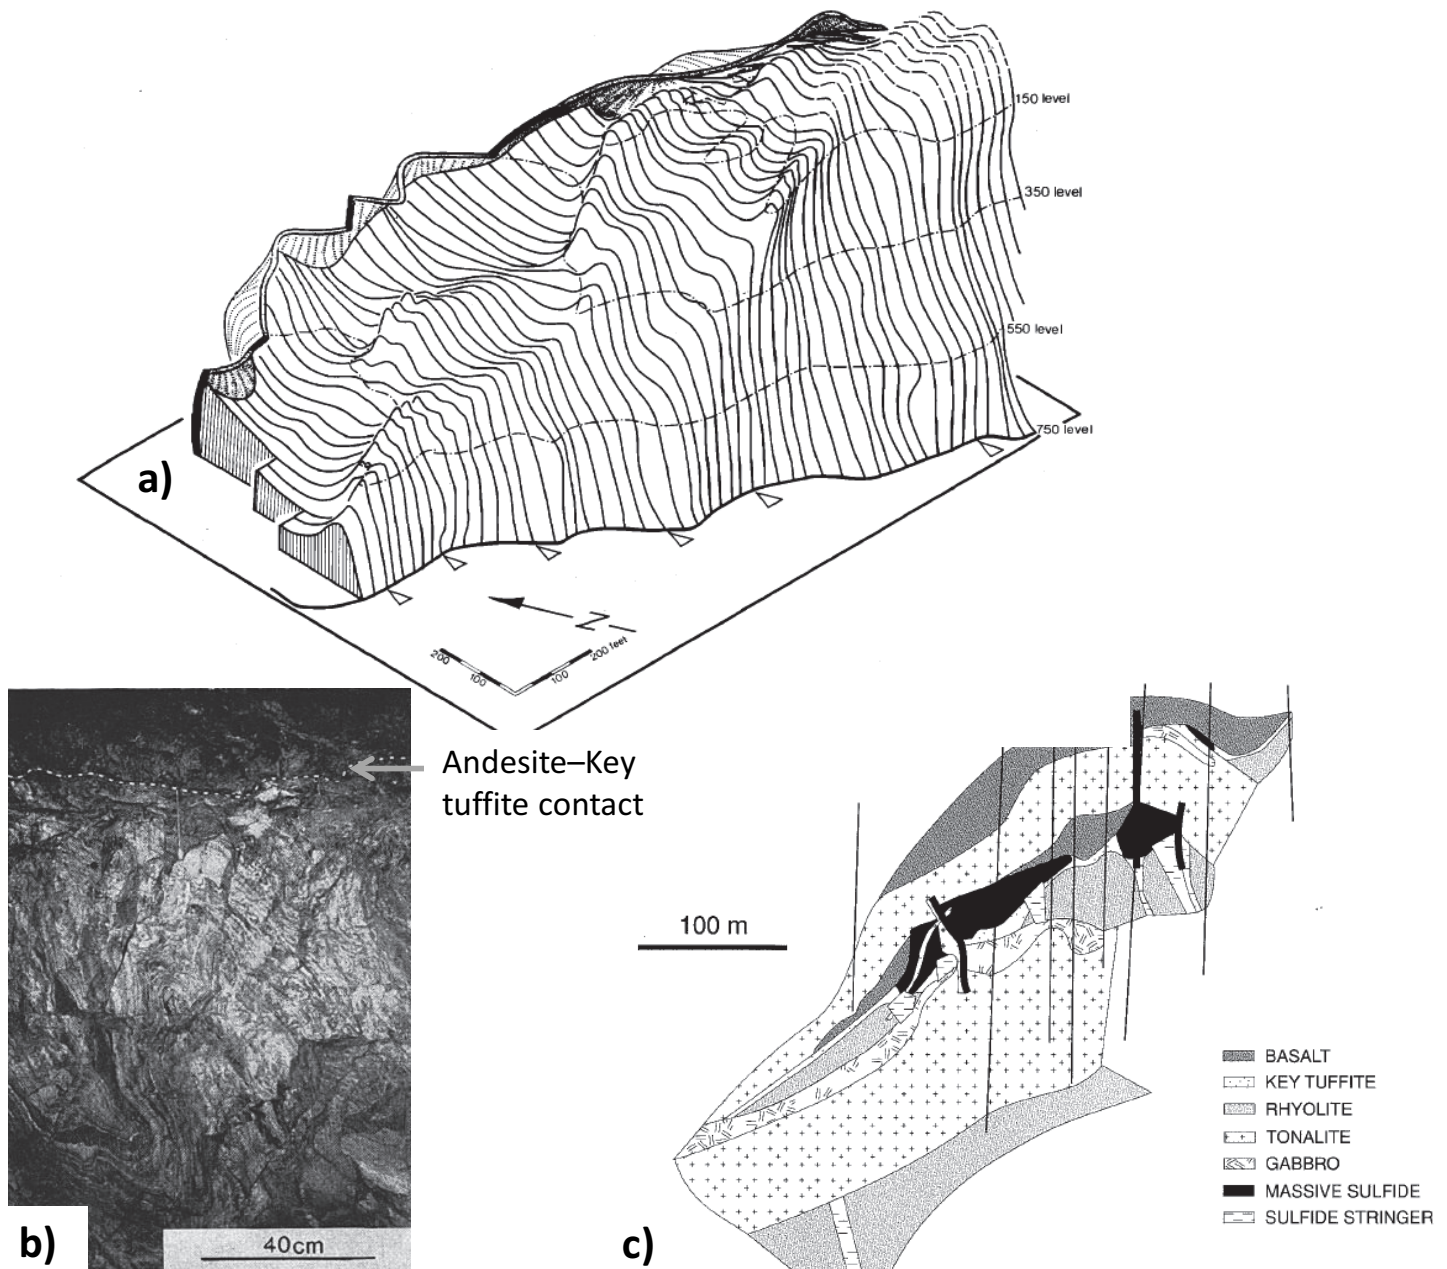 150 level
350 level
550 level
750 level
a)
N
200
100
100
200 feet
Andesite–Key
tuffite contact
100 m
BASALT
KEY TUFFITE
RHYOLITE
TONALITE
GABBRO
MASSIVE SULFIDE
SULFIDE STRINGER
40cm
b)
c)